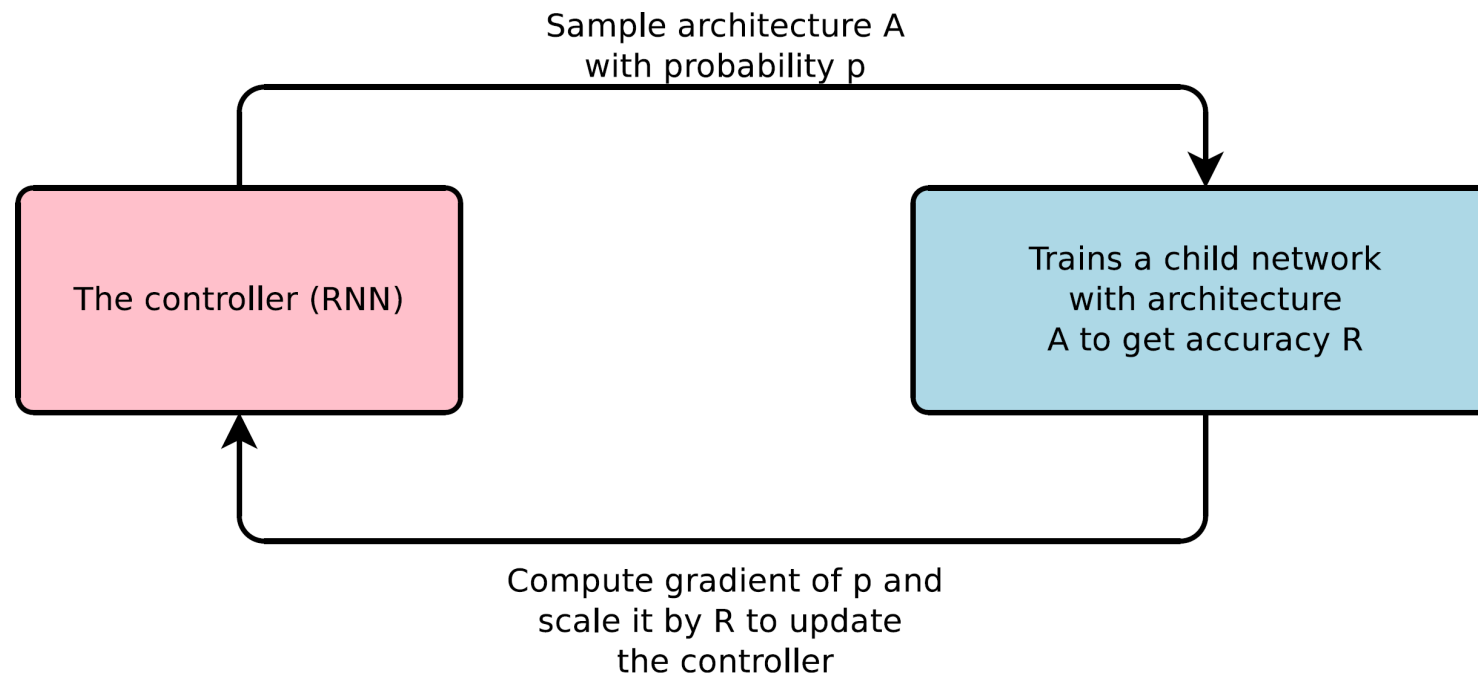 Sample architecture A
with probability p
The controller (RNN)
Trains a child network
with architecture
A to get accuracy R
Compute gradient of p and
scale it by R to update
the controller